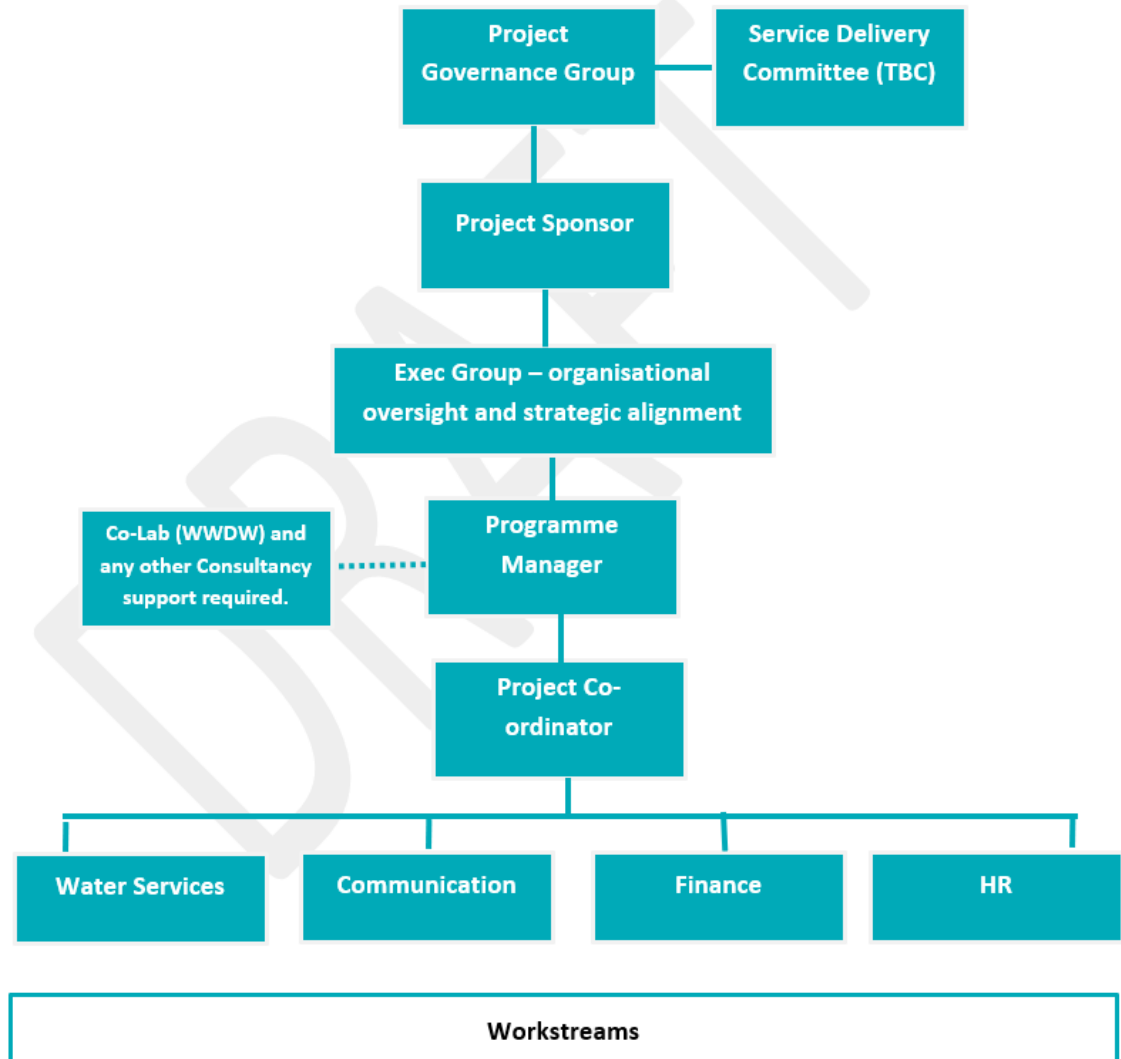 Project
Governance Group
Service Delivery
Committee (TBC)
Project Sponsor
Exec Group – organisational
oversight and strategic alignment
Programme
Manager
Co-Lab (WWDW) and
any other Consultancy
support required.
Project Co-
ordinator
Water Services
Communication
Finance
HR
Workstreams
DRAFT